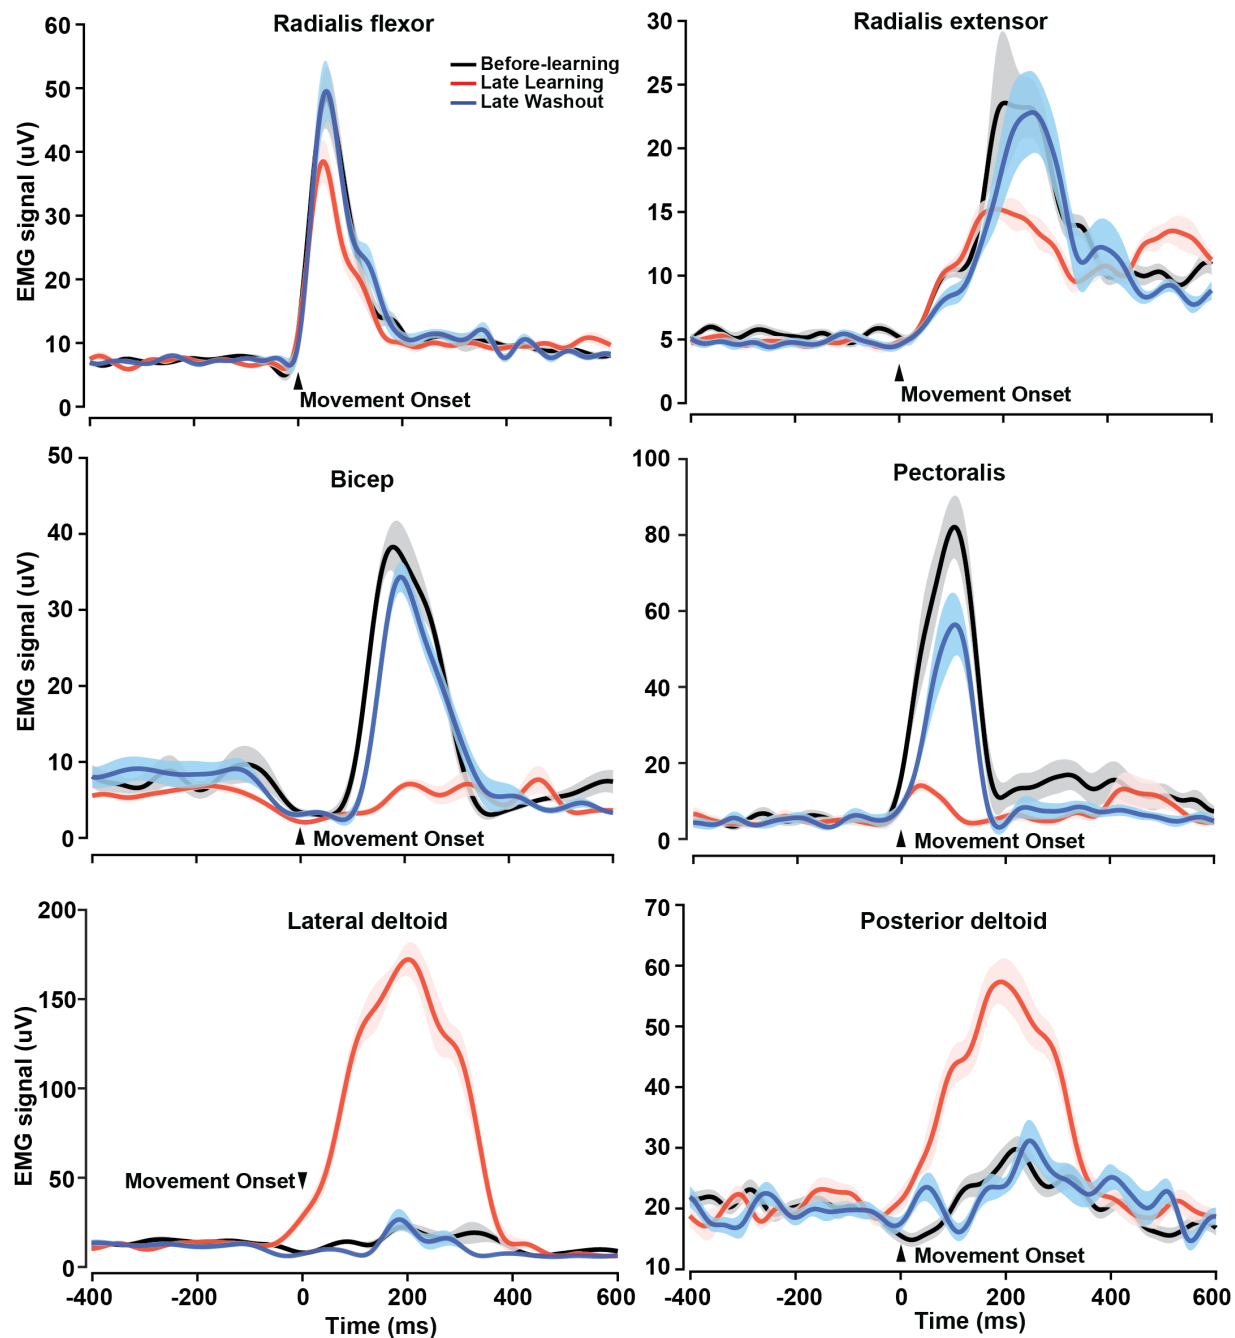 Radialis flexor
60
50
40
30
20
10
0
EMG signal (uV)
Before-learning
Late Learning
Late Washout
Movement Onset
Radialis extensor
30
25
20
15
10
5
0
Movement Onset
Bicep
50
40
30
20
10
0
EMG signal (uV)
Movement Onset
Pectoralis
100
80
60
40
20
0
Movement Onset
Lateral deltoid
200
150
100
50
0
EMG signal (uV)
Movement Onset
-400 -200 0 200 400 600
Time (ms)
Posterior deltoid
70
60
50
40
30
20
10
Movement Onset
-400 -200 0 200 400 600
Time (ms)